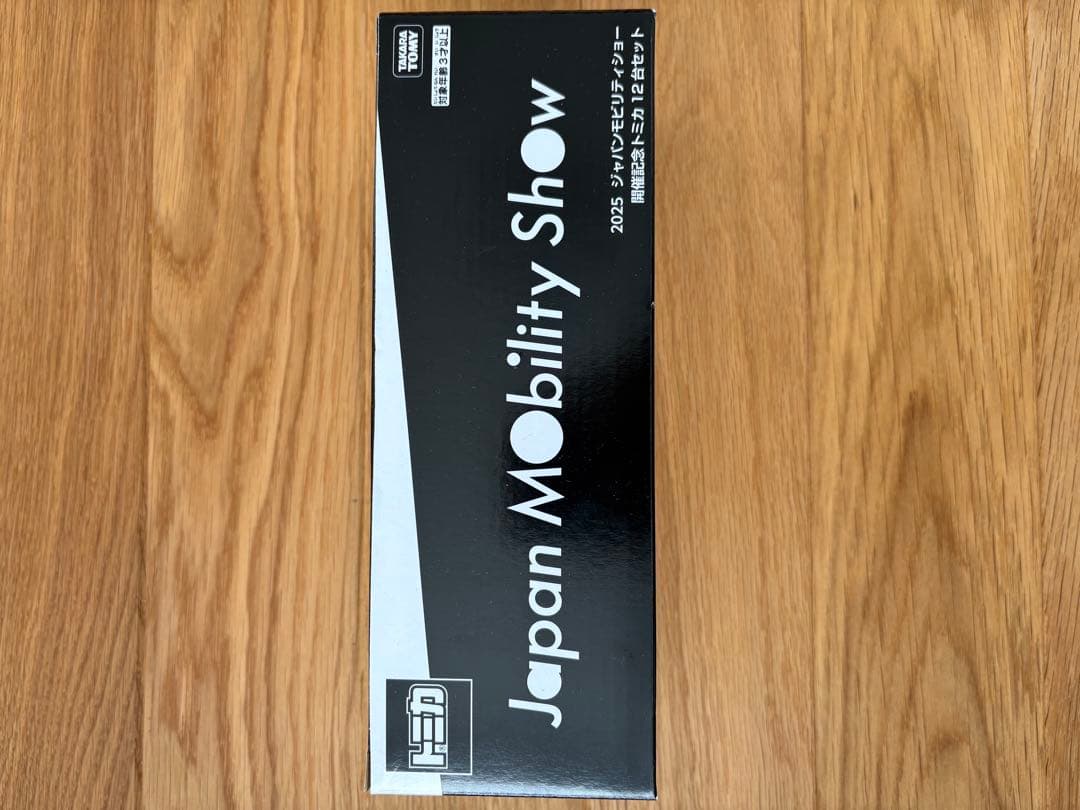 トミカ
TAKARA
TOMY
対象年齢3才以上
Japan Mobility Show
2025 ジャパンモビリティショー
開催記念トミカ12台セット